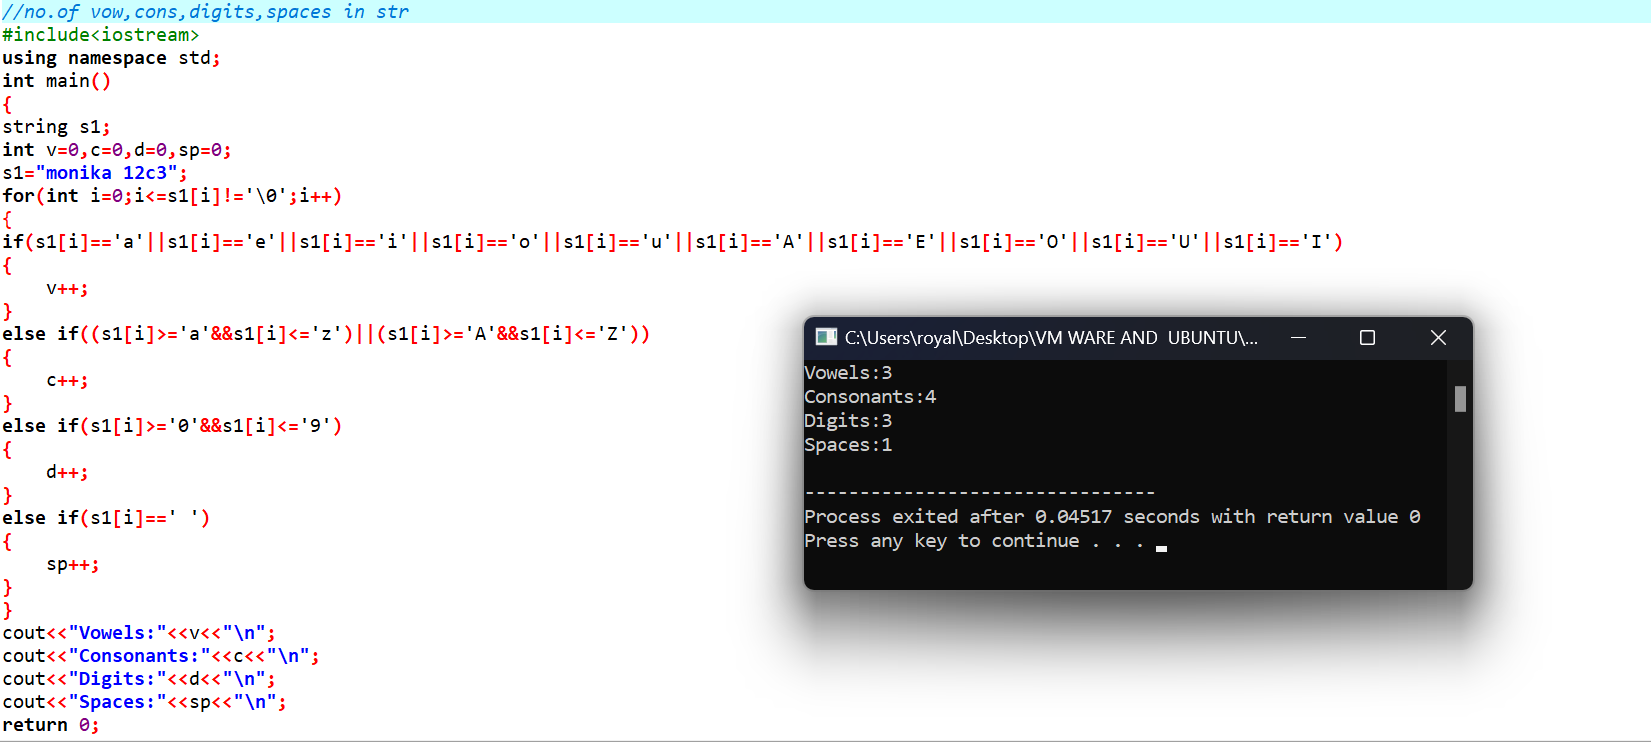 //no.of vow,cons,digits,spaces in str
#include<iostream>
using namespace std;
int main()
{
string s1;
int v=0,c=0,d=0,sp=0;
s1="monika 12c3";
for(int i=0;i<=s1[i]!='\0';i++)
{
if(s1[i]=='a'||s1[i]=='e'||s1[i]=='i'||s1[i]=='o'||s1[i]=='u'||s1[i]=='A'||s1[i]=='E'||s1[i]=='O'||s1[i]=='U'||s1[i]=='I')
{
    v++;
}
else if((s1[i]>='a'&&s1[i]<='z')||(s1[i]>='A'&&s1[i]<='Z'))
{
    c++;
}
else if(s1[i]>='0'&&s1[i]<='9')
{
    d++;
}
else if(s1[i]==' ')
{
    sp++;
}
}
cout<<"Vowels:"<<v<<"\n";
cout<<"Consonants:"<<c<<"\n";
cout<<"Digits:"<<d<<"\n";
cout<<"Spaces:"<<sp<<"\n";
return 0;
C:\Users\royal\Desktop\VM WARE AND  UBUNTU\...
Vowels:3
Consonants:4
Digits:3
Spaces:1
--------------------------------
Process exited after 0.04517 seconds with return value 0
Press any key to continue . . .